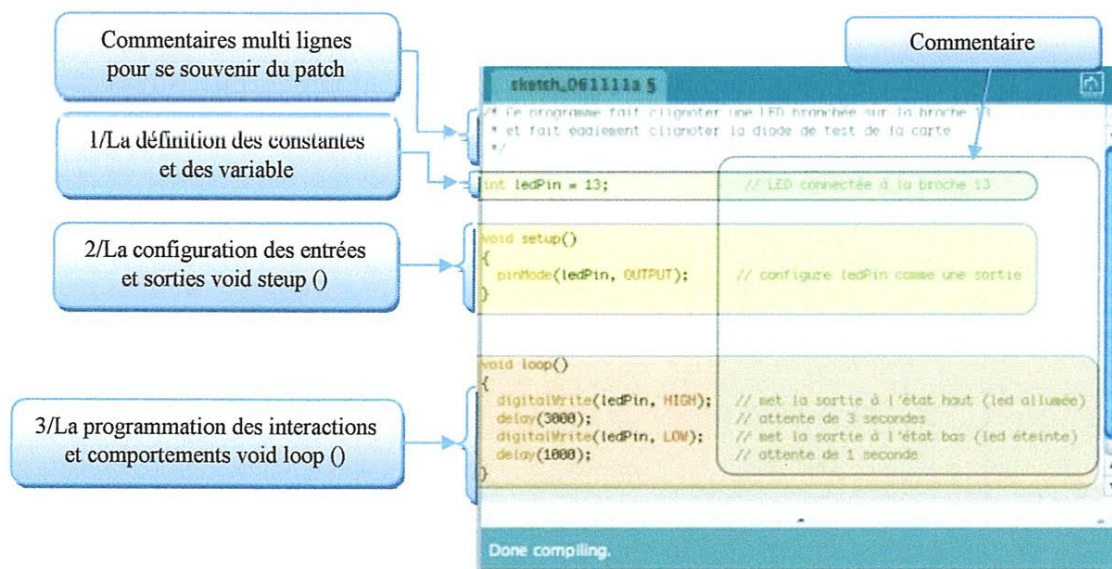 Commentaires multi lignes
pour se souvenir du patch
Commentaire
1/La définition des constantes
et des variable
2/La configuration des entrées
et sorties void steup ()
3/La programmation des interactions
et comportements void loop ()
sketch_061111a §
/* Ce programme fait clignoter une LED branchée sur la broche 13
* et fait également clignoter la diode de test de la carte
*/
int ledPin = 13; // LED connectée à la broche 13
void setup()
{
pinMode(ledPin, OUTPUT); // configure ledPin comme une sortie
}
void loop()
{
digitalWrite(ledPin, HIGH); // met la sortie à l'état haut (led allumée)
delay(3000); // attente de 3 secondes
digitalWrite(ledPin, LOW); // met la sortie à l'état bas (led éteinte)
delay(1000); // attente de 1 seconde
}
Done compiling.